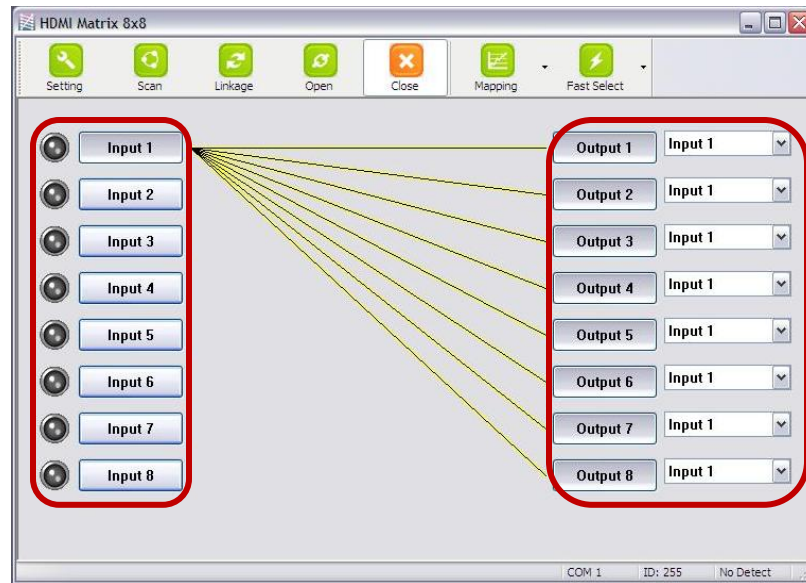 HDMI Matrix 8x8
Setting Scan Linkage Open Close Mapping Fast Select
Input 1 Output 1 Input 1
Input 2 Output 2 Input 1
Input 3 Output 3 Input 1
Input 4 Output 4 Input 1
Input 5 Output 5 Input 1
Input 6 Output 6 Input 1
Input 7 Output 7 Input 1
Input 8 Output 8 Input 1
COM 1 ID: 255 No Detect